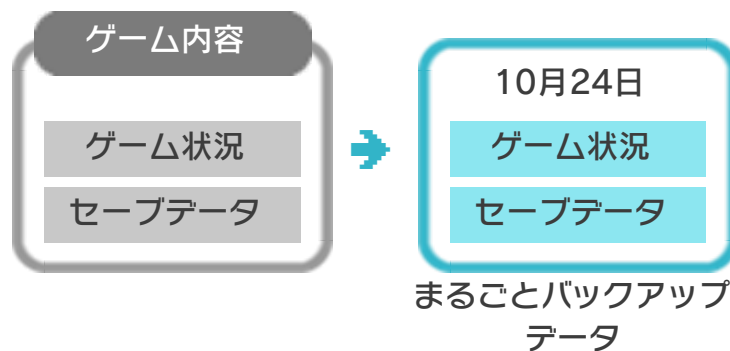 ゲーム内容
ゲーム状況
セーブデータ
10月24日
ゲーム状況
セーブデータ
まるごとバックアップ
データ